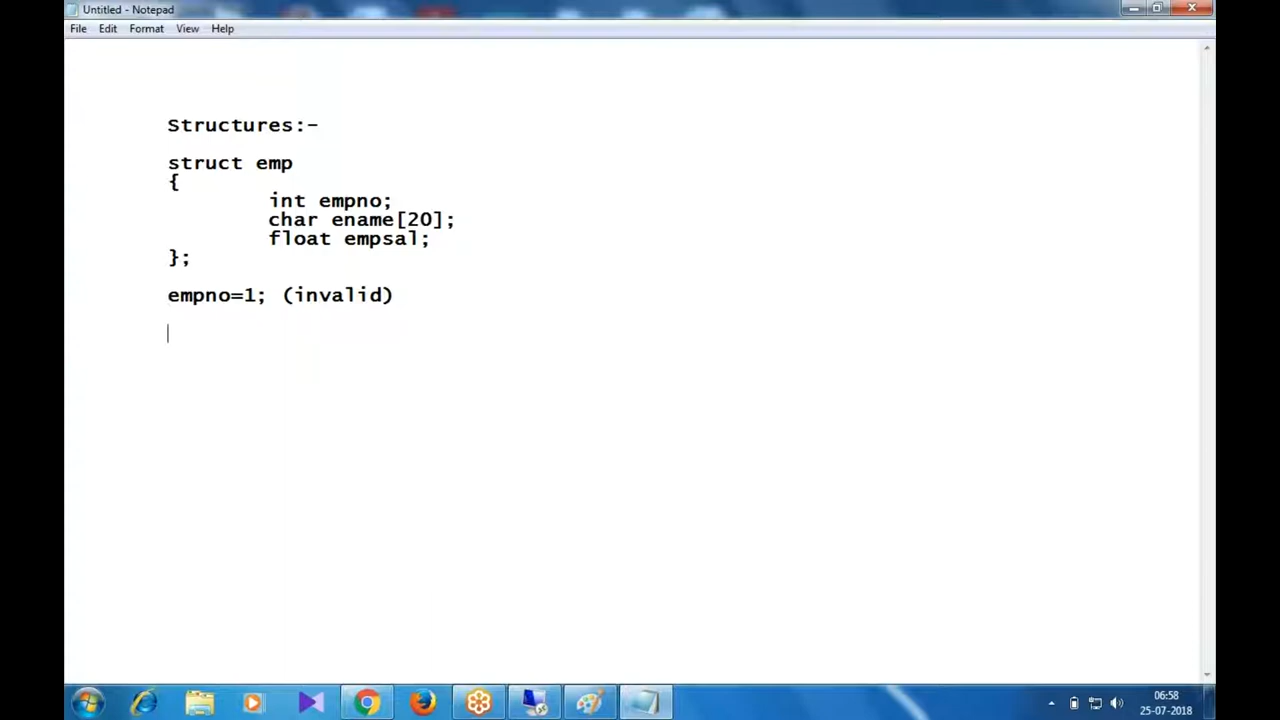 Untitled - Notepad
File Edit Format View Help
Structures:-
struct emp
{
int empno;
char ename[20];
float empsal;
};
empno=1; (invalid)
06:58
25-07-2018